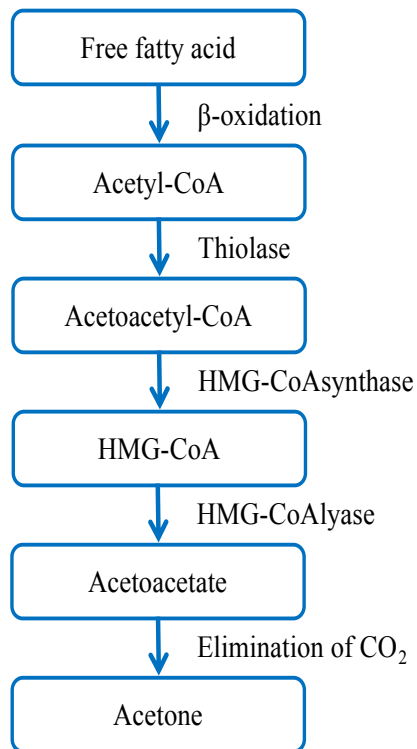 Free fatty acid
β-oxidation
Acetyl-CoA
Thiolase
Acetoacetyl-CoA
HMG-CoAsynthase
HMG-CoA
HMG-CoAlyase
Acetoacetate
Elimination of CO₂
Acetone